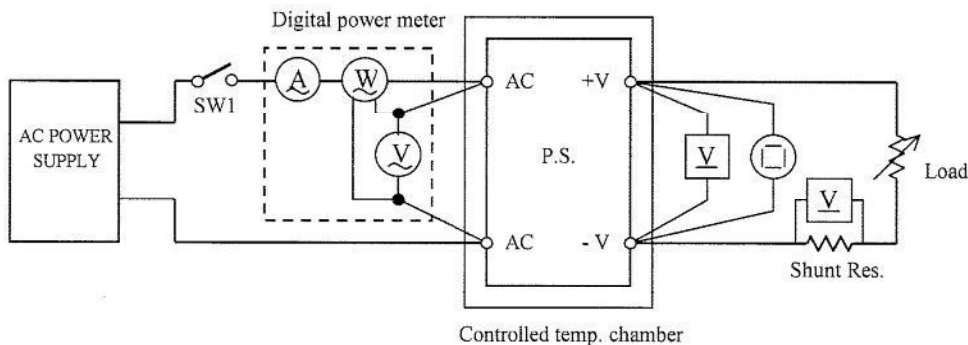 Digital power meter
A
W
SW1
AC POWER
SUPPLY
V
AC
+V
P.S.
AC
- V
V
V
Load
Shunt Res.
Controlled temp. chamber